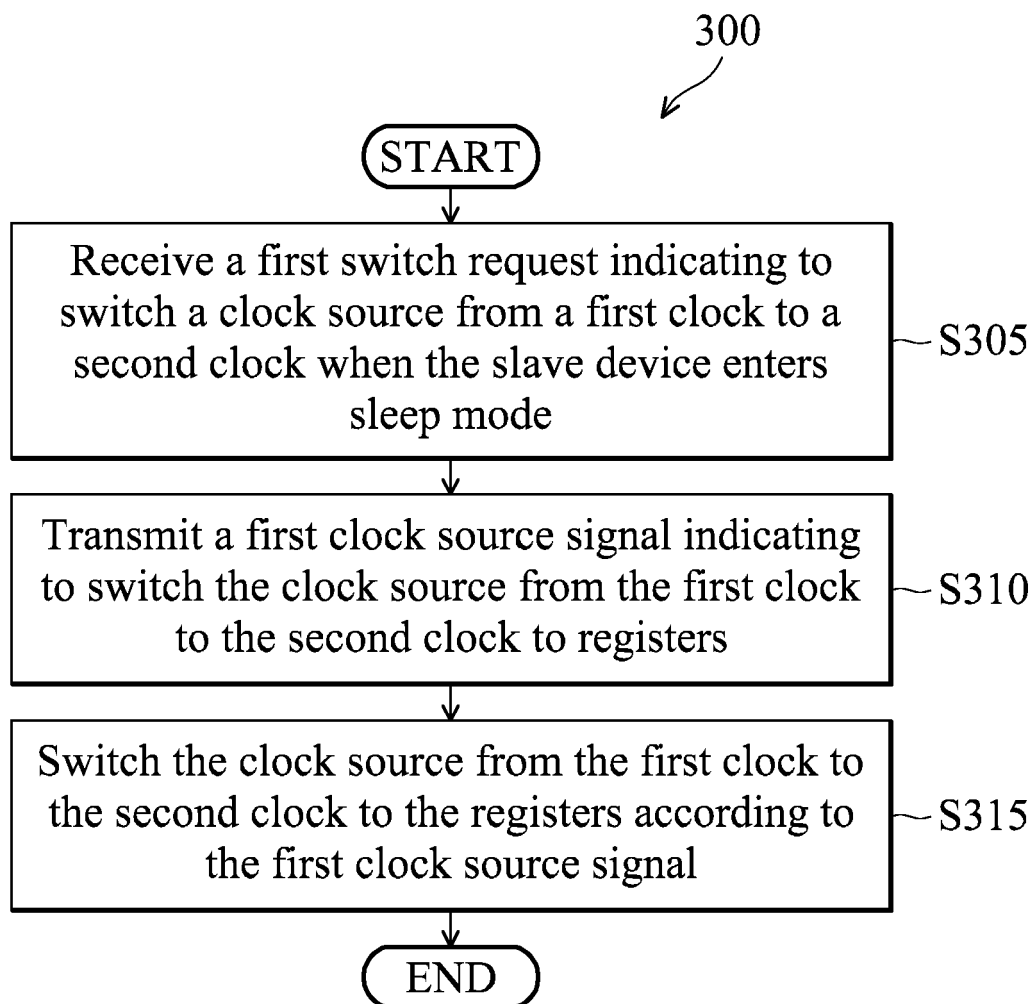 300
START
Receive a first switch request indicating to
switch a clock source from a first clock to a
second clock when the slave device enters
sleep mode
S305
Transmit a first clock source signal indicating
to switch the clock source from the first clock
to the second clock to registers
S310
Switch the clock source from the first clock to
the second clock to the registers according to
the first clock source signal
S315
END